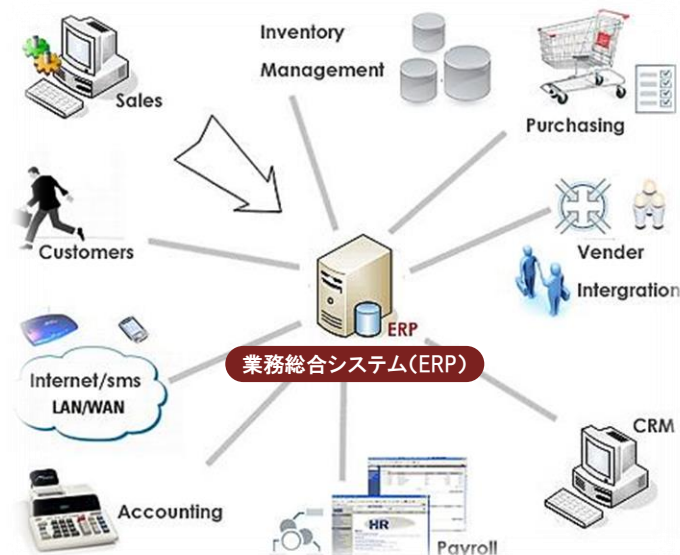 Sales
Inventory
Management
Purchasing
Customers
Vender
Intergration
ERP
業務総合システム(ERP)
Internet/sms
LAN/WAN
CRM
Accounting
HR
Payroll